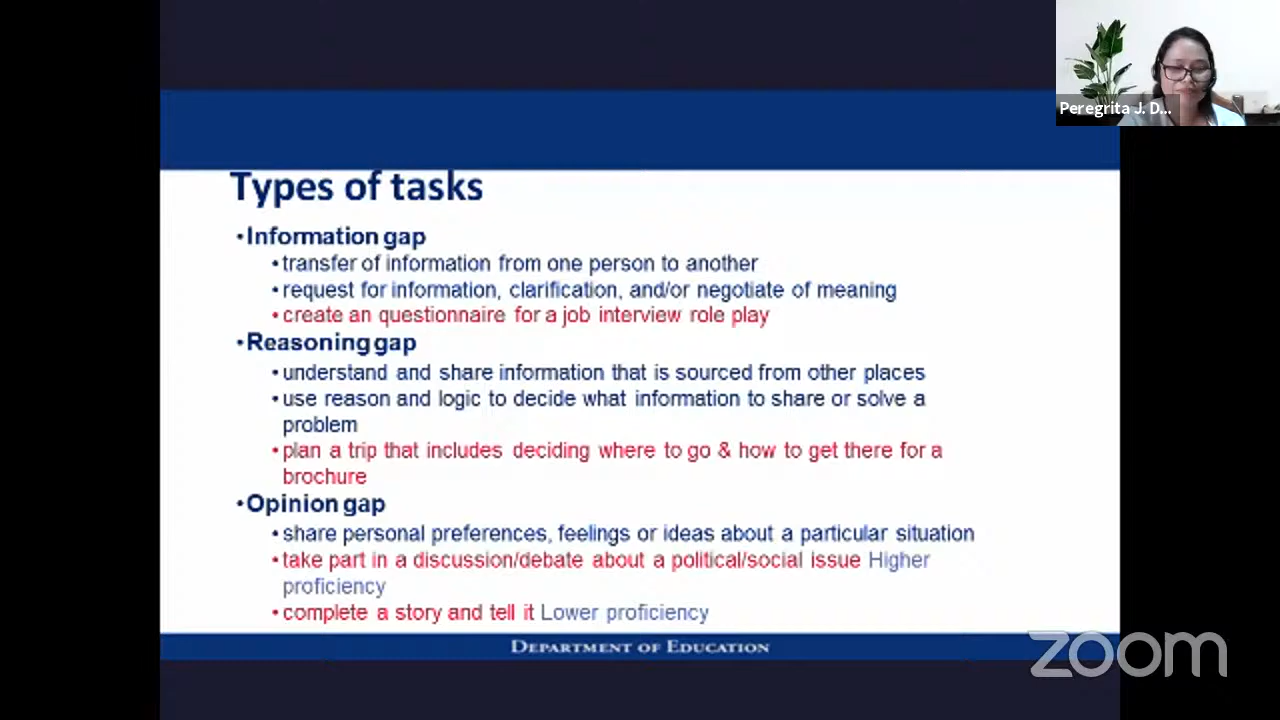 Peregrita J. D...
Types of tasks
•Information gap
•transfer of information from one person to another
•request for information, clarification, and/or negotiate of meaning
•create an questionnaire for a job interview role play
•Reasoning gap
•understand and share information that is sourced from other places
•use reason and logic to decide what information to share or solve a
problem
•plan a trip that includes deciding where to go & how to get there for a
brochure
•Opinion gap
•share personal preferences, feelings or ideas about a particular situation
•take part in a discussion/debate about a political/social issue Higher
proficiency
•complete a story and tell it Lower proficiency
DEPARTMENT OF EDUCATION
zoom